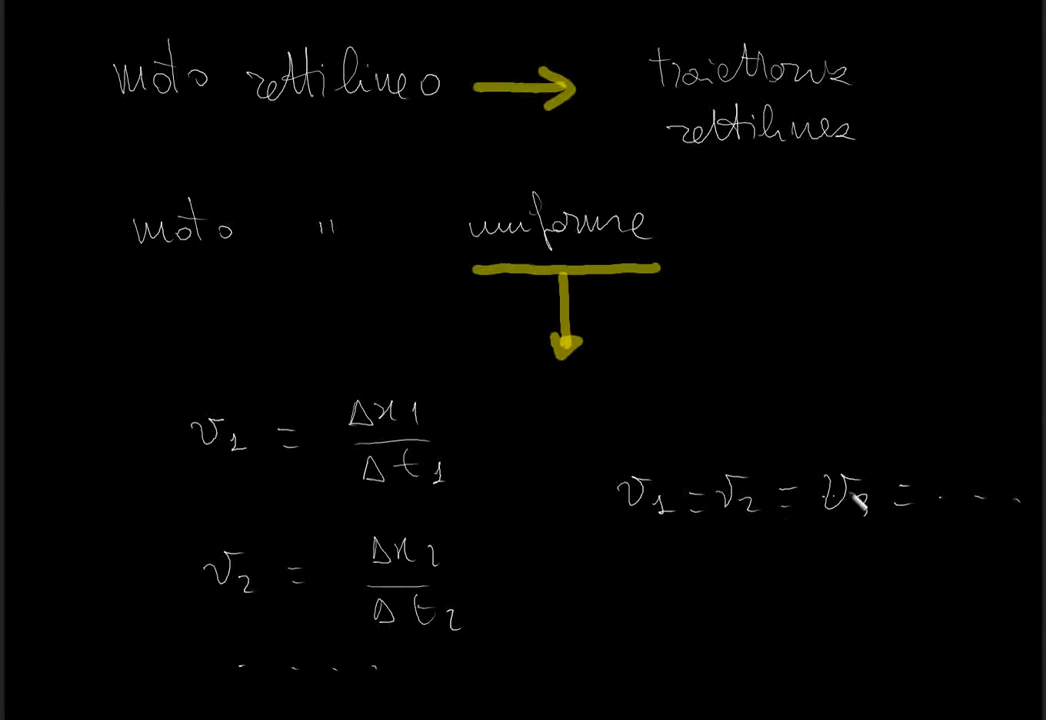 moto rettilineo → traiettoria
rettilinea
moto " uniforme
v₁ = Δx₁/Δt₁
v₁ = v₂ = v₃ = . . . .
v₂ = Δx₂/Δt₂
. . . .